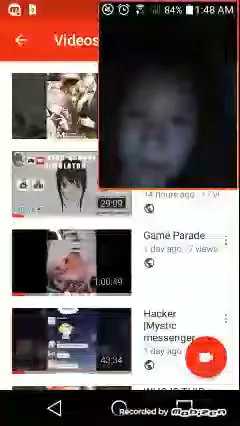 84% 1:48 AM
Videos
14 hours ago
29:09
Game Parade
1 day ago · 7 views
1:00:49
Hacker
|Mystic
messenger
1 day ago
43:34
Recorded by Mobizen